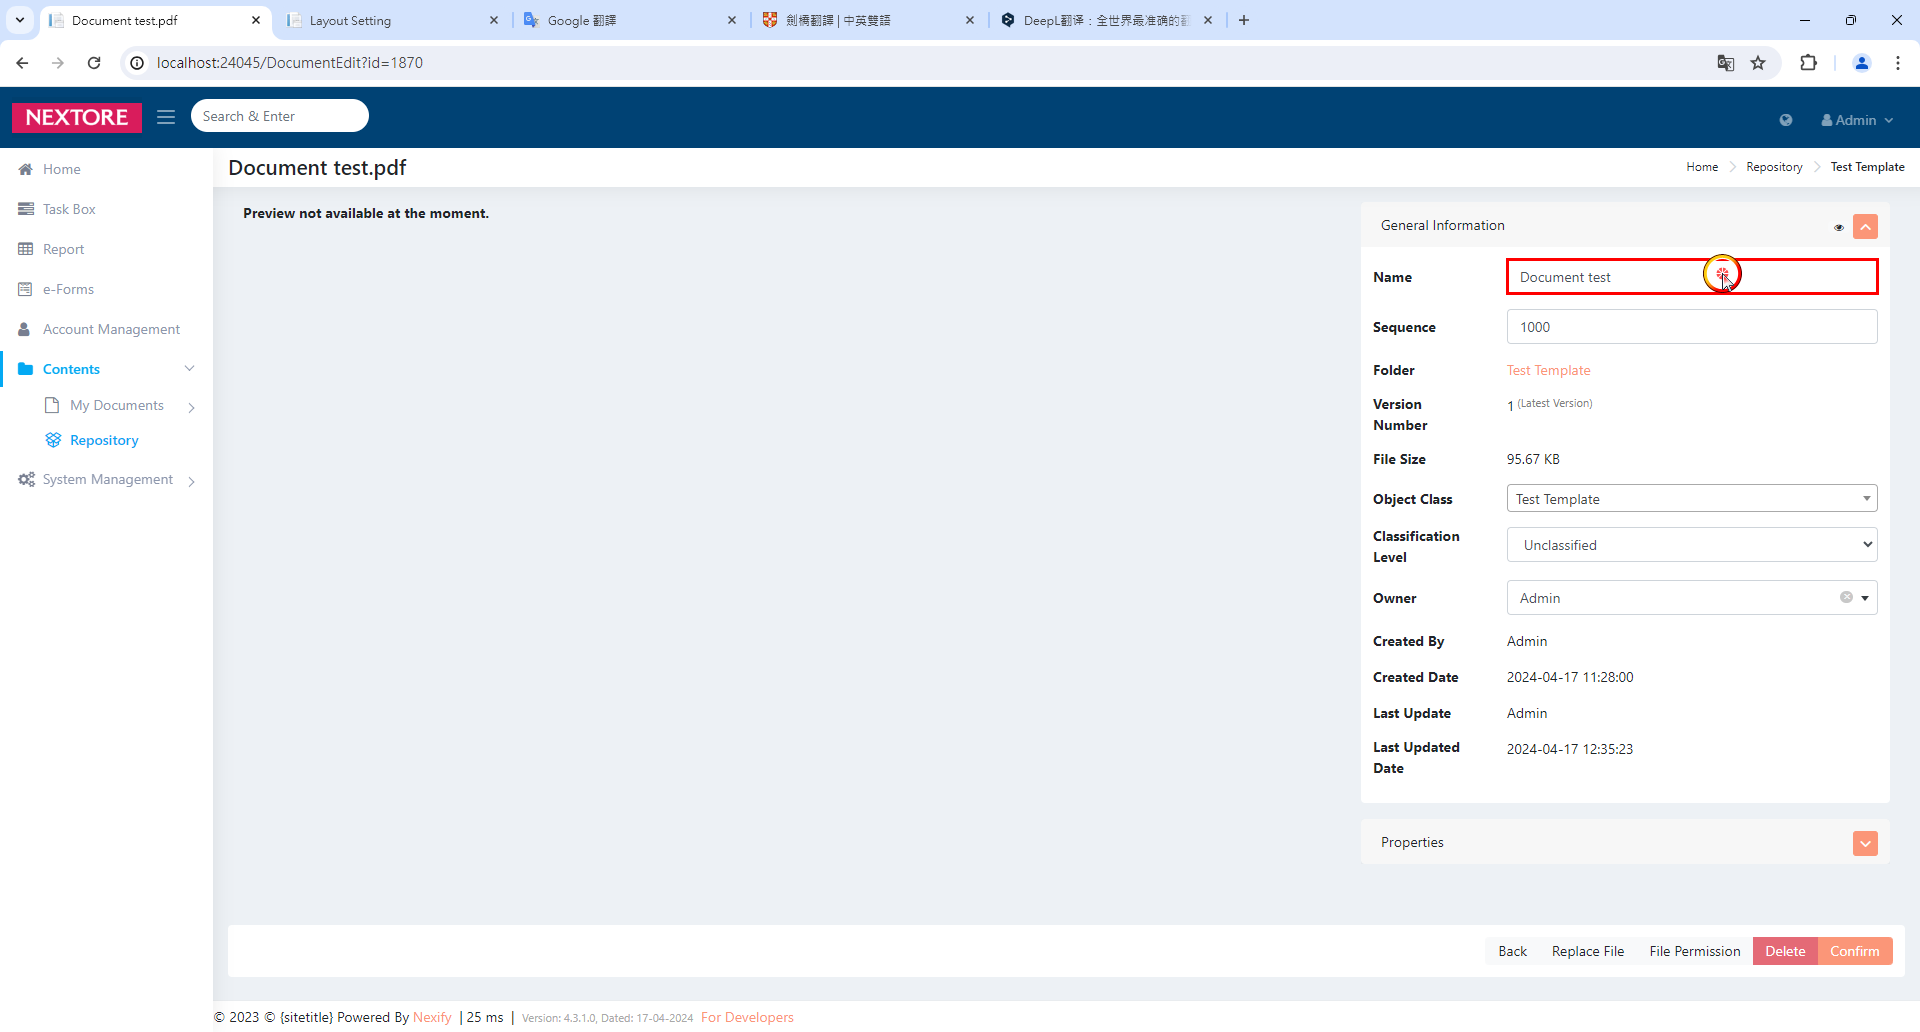 Document test.pdf
Layout Setting
Google 翻譯
劍橋翻譯 | 中英雙語
DeepL翻译：全世界最准确的
localhost:24045/DocumentEdit?id=1870
NEXTORE
Search & Enter
Admin
Home
Task Box
Report
e-Forms
Account Management
Contents
My Documents
Repository
System Management
Document test.pdf
Home
Repository
Test Template
Preview not available at the moment.
General Information
Name
Document test
Sequence
1000
Folder
Test Template
Version
Number
1 (Latest Version)
File Size
95.67 KB
Object Class
Test Template
Classification
Level
Unclassified
Owner
Admin
Created By
Admin
Created Date
2024-04-17 11:28:00
Last Update
Admin
Last Updated
Date
2024-04-17 12:35:23
Properties
Back
Replace File
File Permission
Delete
Confirm
© 2023 © {sitetitle} Powered By Nexify | 25 ms | Version: 4.3.1.0, Dated: 17-04-2024 For Developers